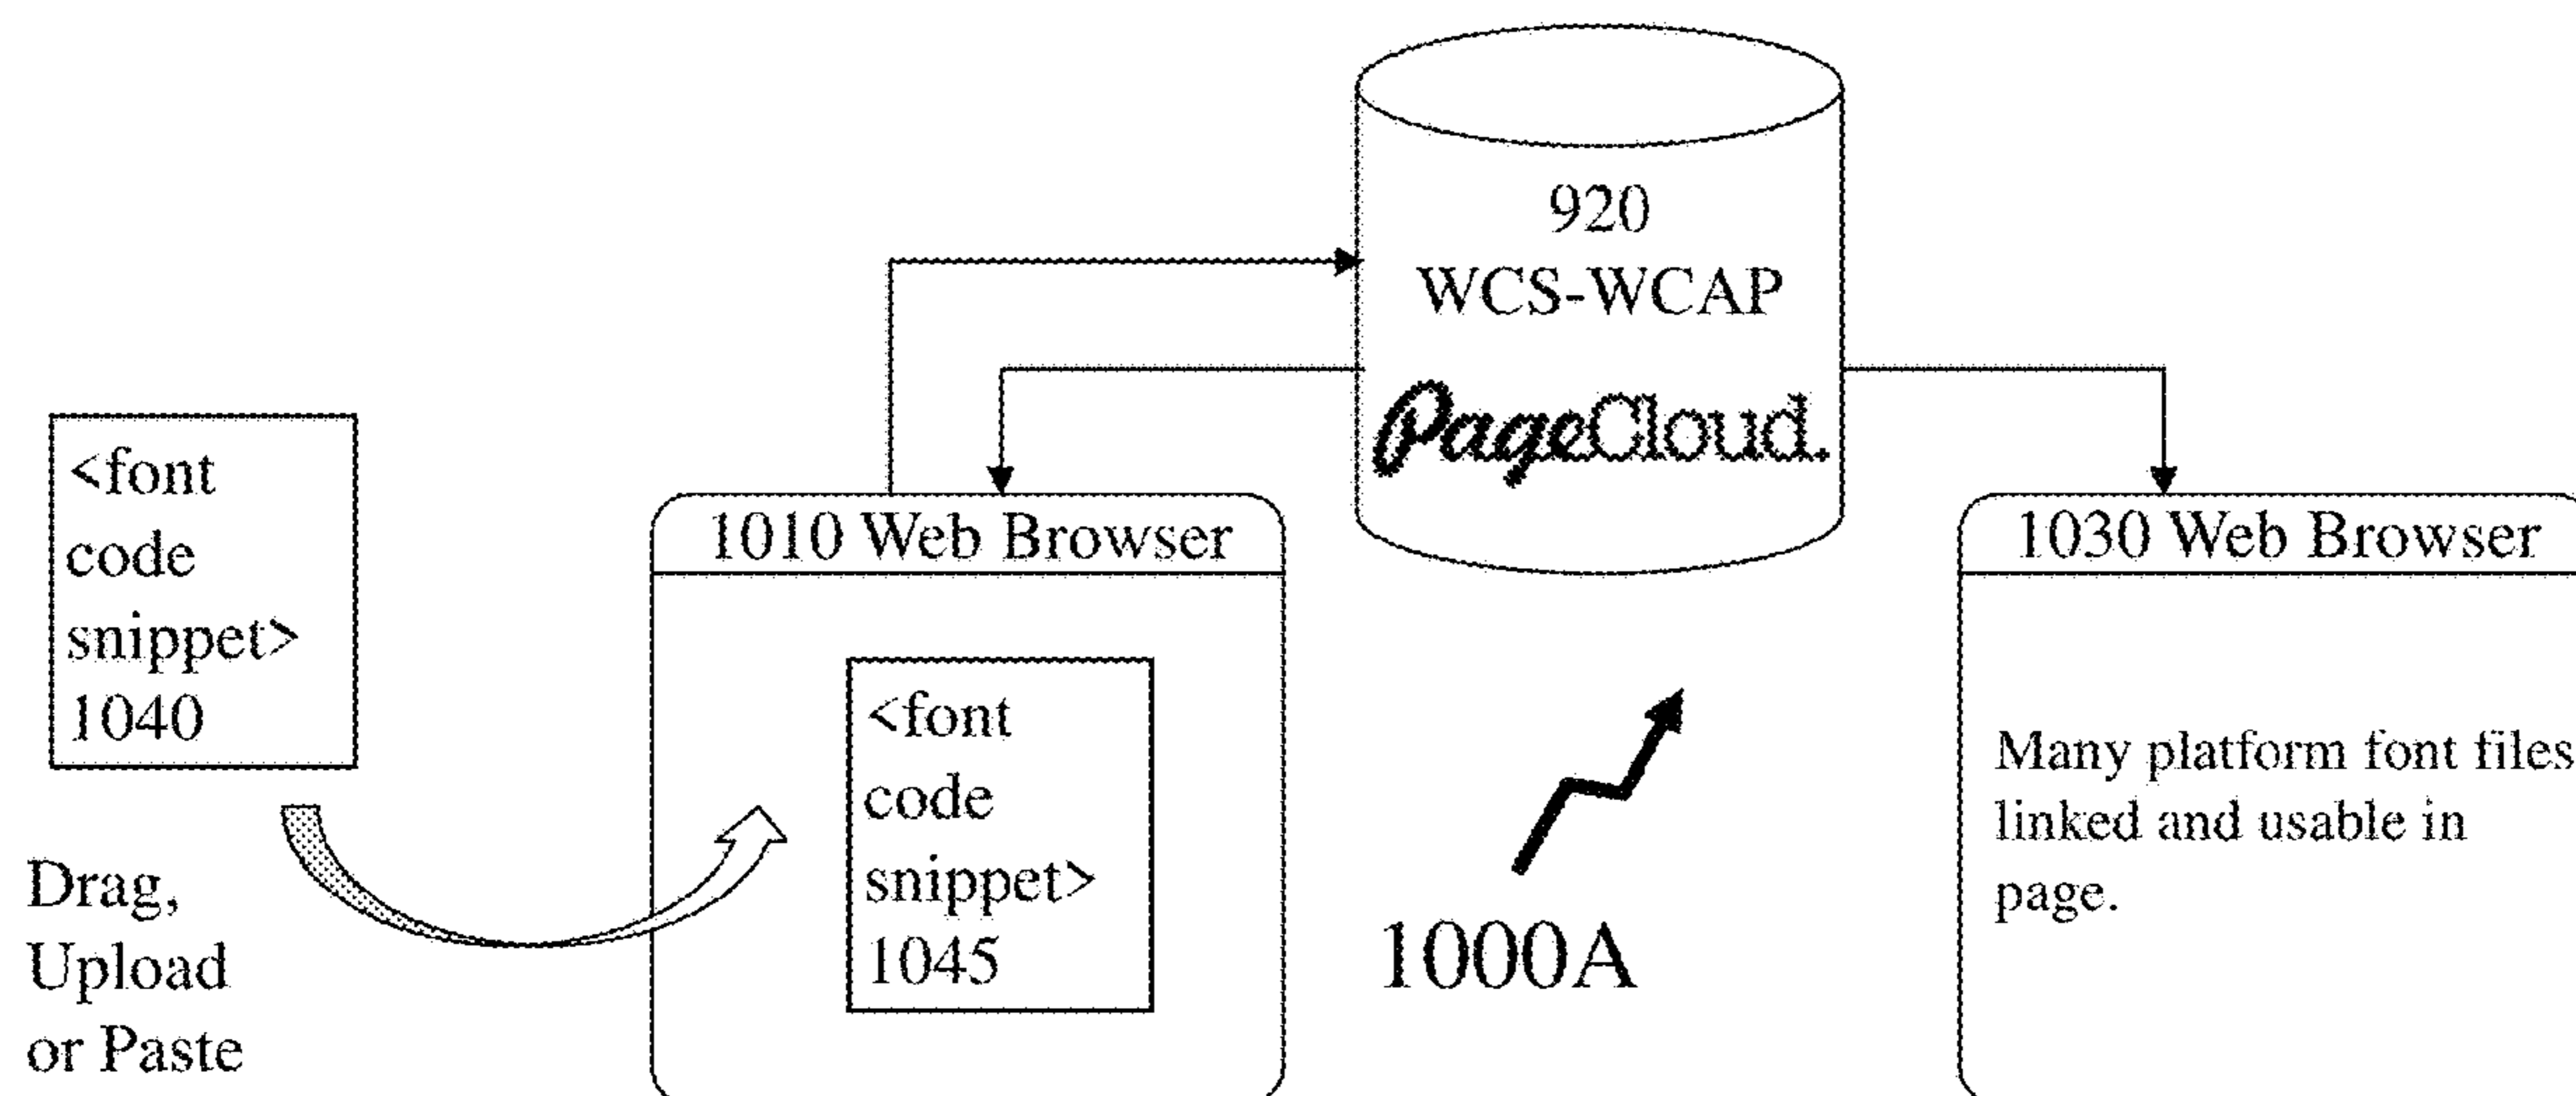 920
WCS-WCAP
PageCloud.
<font
code
snippet>
1040
Drag,
Upload
or Paste
1010 Web Browser
<font
code
snippet>
1045
1000A
1030 Web Browser
Many platform font files
linked and usable in
page.